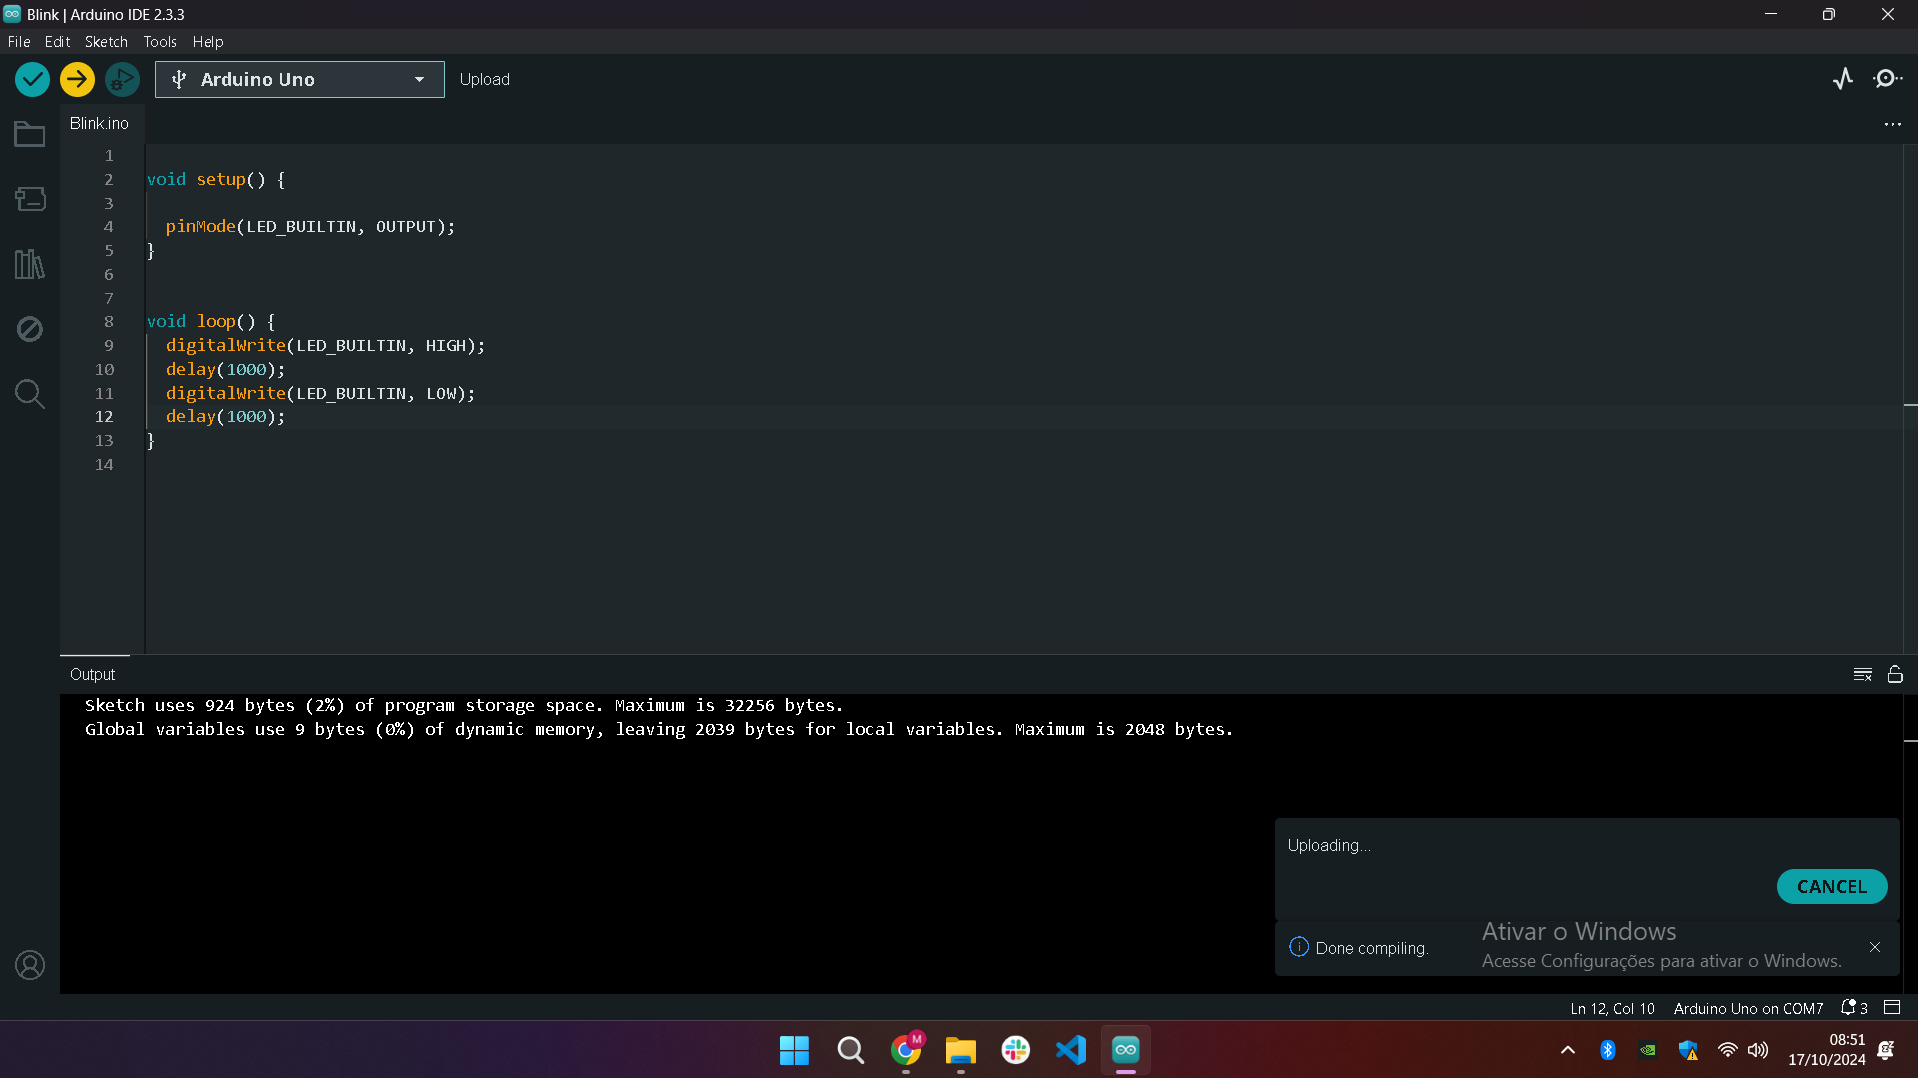 Blink | Arduino IDE 2.3.3
File Edit Sketch Tools Help
Arduino Uno Upload
Blink.ino
1
2 void setup() {
3
4 pinMode(LED_BUILTIN, OUTPUT);
5 }
6
7
8 void loop() {
9 digitalWrite(LED_BUILTIN, HIGH);
10 delay(1000);
11 digitalWrite(LED_BUILTIN, LOW);
12 delay(1000);
13 }
14
Output
Sketch uses 924 bytes (2%) of program storage space. Maximum is 32256 bytes.
Global variables use 9 bytes (0%) of dynamic memory, leaving 2039 bytes for local variables. Maximum is 2048 bytes.
Uploading...
CANCEL
Done compiling.
Ativar o Windows
Acesse Configurações para ativar o Windows.
Ln 12, Col 10 Arduino Uno on COM7 3
M
08:51
17/10/2024